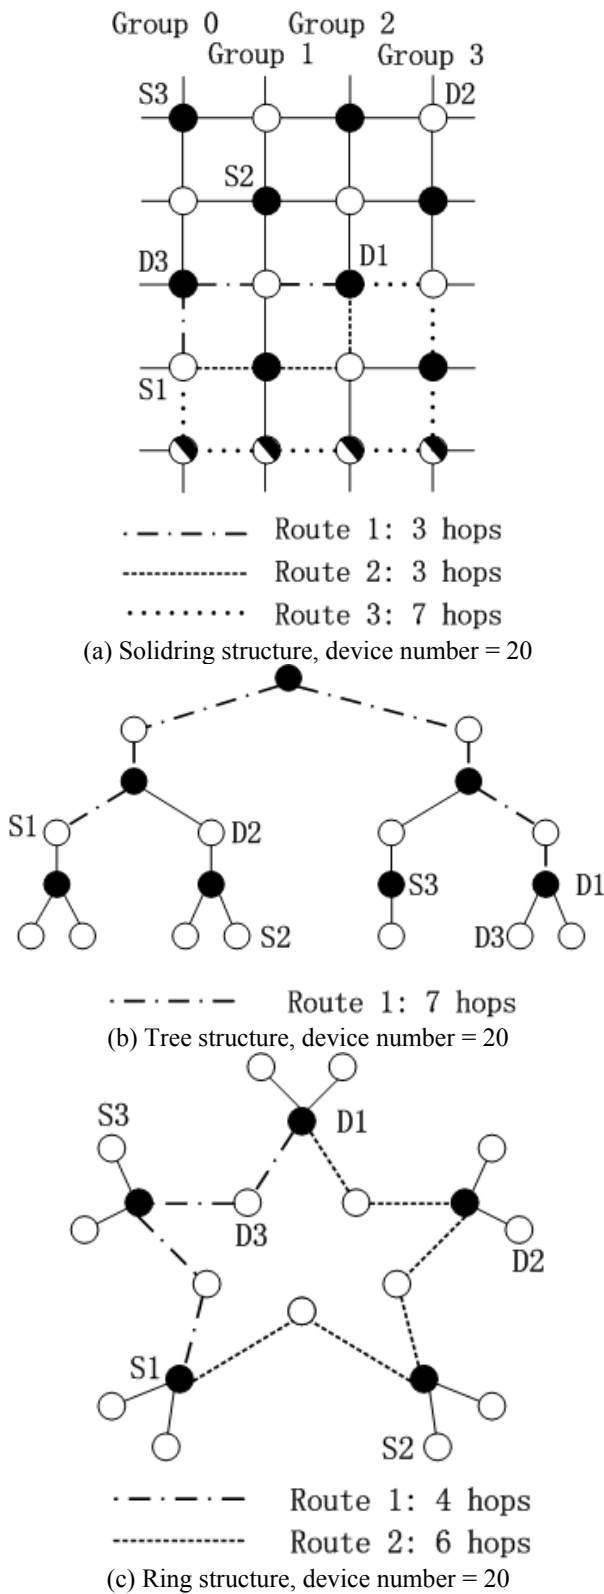 Group 0
Group 2
Group 1
Group 3
S3
D2
S2
D3
D1
S1
Route 1: 3 hops
Route 2: 3 hops
Route 3: 7 hops
(a) Solidring structure, device number = 20
S1
D2
S3
D1
S2
D3
Route 1: 7 hops
(b) Tree structure, device number = 20
S3
D1
D3
D2
S1
S2
Route 1: 4 hops
Route 2: 6 hops
(c) Ring structure, device number = 20